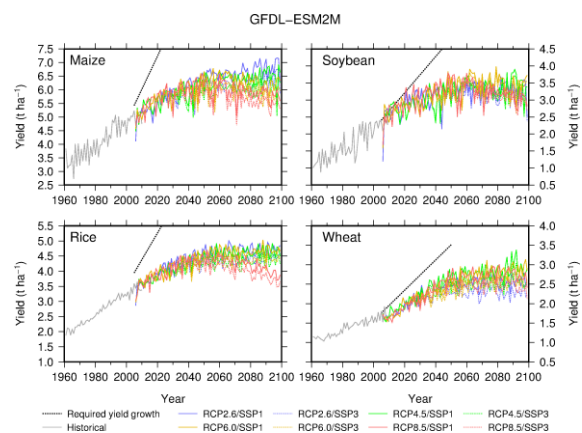 GFDL−ESM2M
Maize
Soybean
Yield (t ha⁻¹)
7.5
7.0
6.5
6.0
5.5
5.0
4.5
4.0
3.5
3.0
2.5
4.5
4.0
3.5
3.0
2.5
2.0
1.5
1.0
0.5
Yield (t ha⁻¹)
1960 1980 2000 2020 2040 2060 2080 2100
1960 1980 2000 2020 2040 2060 2080 2100
Rice
Wheat
Yield (t ha⁻¹)
5.5
5.0
4.5
4.0
3.5
3.0
2.5
2.0
1.5
1.0
4.0
3.5
3.0
2.5
2.0
1.5
1.0
0.5
0.0
Yield (t ha⁻¹)
1960 1980 2000 2020 2040 2060 2080 2100
1960 1980 2000 2020 2040 2060 2080 2100
Year
Year
Required yield growth RCP2.6/SSP1 RCP2.6/SSP3 RCP4.5/SSP1 RCP4.5/SSP3
Historical RCP6.0/SSP1 RCP6.0/SSP3 RCP8.5/SSP1 RCP8.5/SSP3